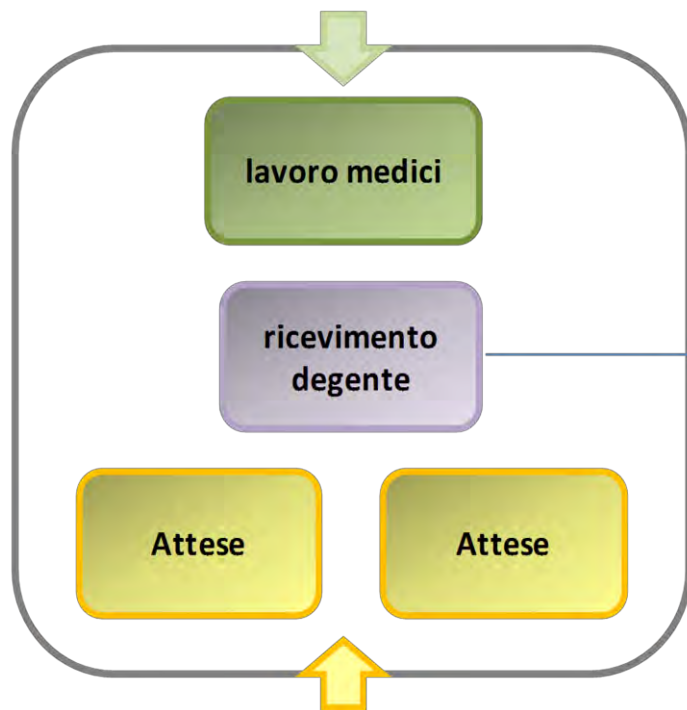 lavoro medici
ricevimento
degente
Attese
Attese